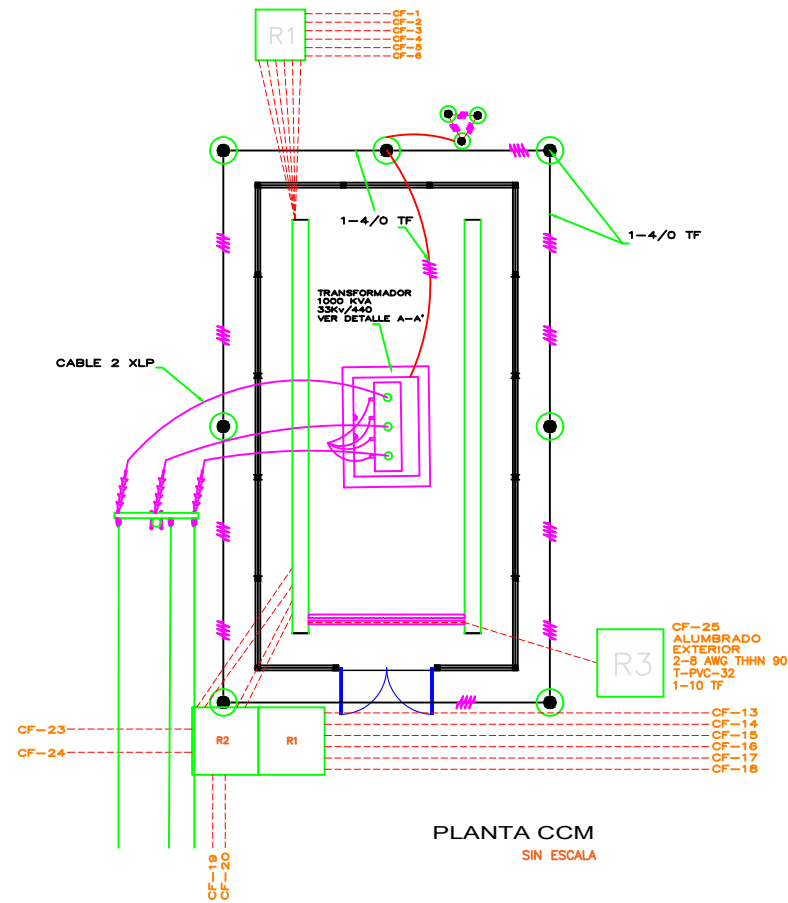 R1
CF-1
CF-2
CF-3
CF-4
CF-5
CF-6
1-4/0 TF
1-4/0 TF
TRANSFORMADOR
1000 KVA
33Kv/440
VER DETALLE A-A'
CABLE 2 XLP
CF-25
ALUMBRADO
EXTERIOR
2-8 AWG THHN 90
T-PVC-32
1-10 TF
R3
CF-23
CF-24
R2
R1
CF-13
CF-14
CF-15
CF-16
CF-17
CF-18
CF-19
CF-20
PLANTA CCM
SIN ESCALA